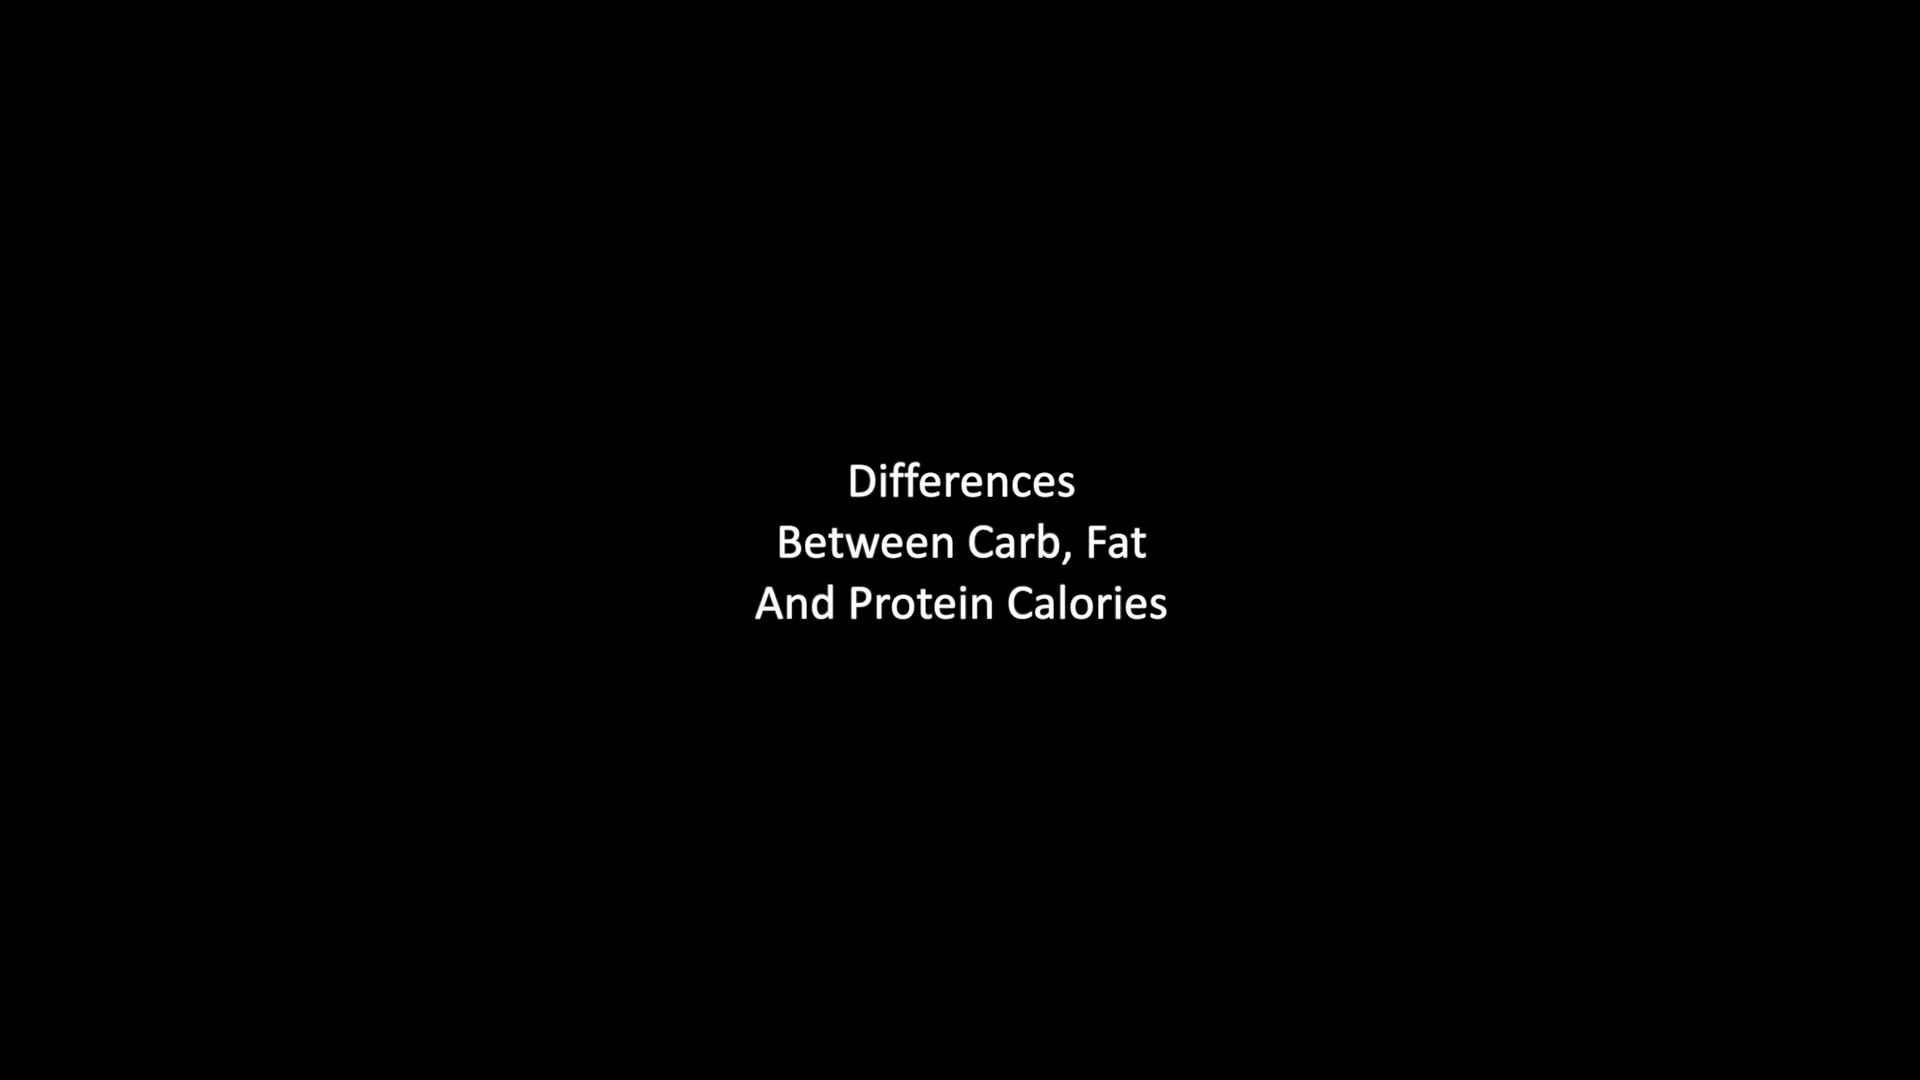 Differences
Between Carb, Fat
And Protein Calories